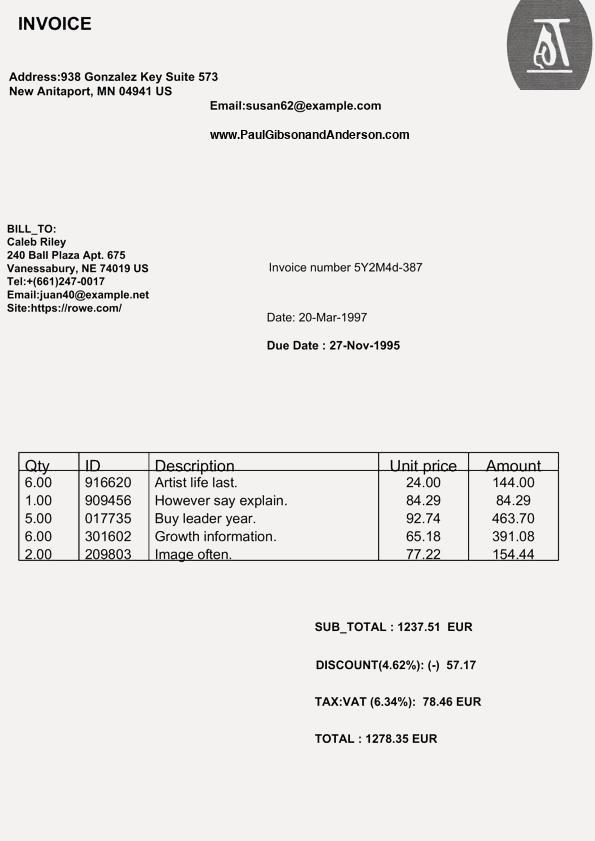 INVOICE
Address:938 Gonzalez Key Suite 573
New Anitaport, MN 04941 US
Email:susan62@example.com
www.PaulGibsonandAnderson.com
BILL_TO:
Caleb Riley
240 Ball Plaza Apt. 675
Vanessabury, NE 74019 US
Tel:+(661)247-0017
Email:juan40@example.net
Site:https://rowe.com/
Invoice number 5Y2M4d-387
Date: 20-Mar-1997
Due Date : 27-Nov-1995
Qty ID Description Unit price Amount
6.00 916620 Artist life last. 24.00 144.00
1.00 909456 However say explain. 84.29 84.29
5.00 017735 Buy leader year. 92.74 463.70
6.00 301602 Growth information. 65.18 391.08
2.00 209803 Image often. 77.22 154.44
SUB_TOTAL : 1237.51 EUR
DISCOUNT(4.62%): (-) 57.17
TAX:VAT (6.34%): 78.46 EUR
TOTAL : 1278.35 EUR